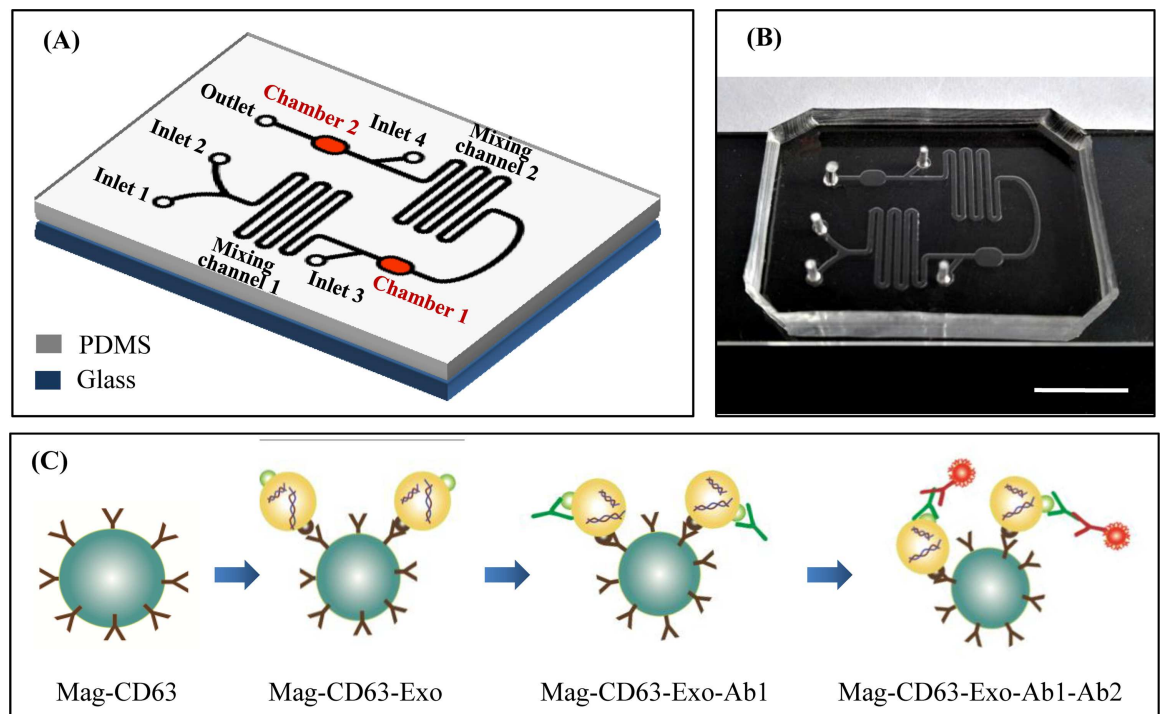 (A)
Outlet
Chamber 2
Inlet 4
Mixing
channel 2
Inlet 2
Inlet 1
Mixing
channel 1
Inlet 3
Chamber 1
PDMS
Glass
(B)
(C)
Mag-CD63
Mag-CD63-Exo
Mag-CD63-Exo-Ab1
Mag-CD63-Exo-Ab1-Ab2